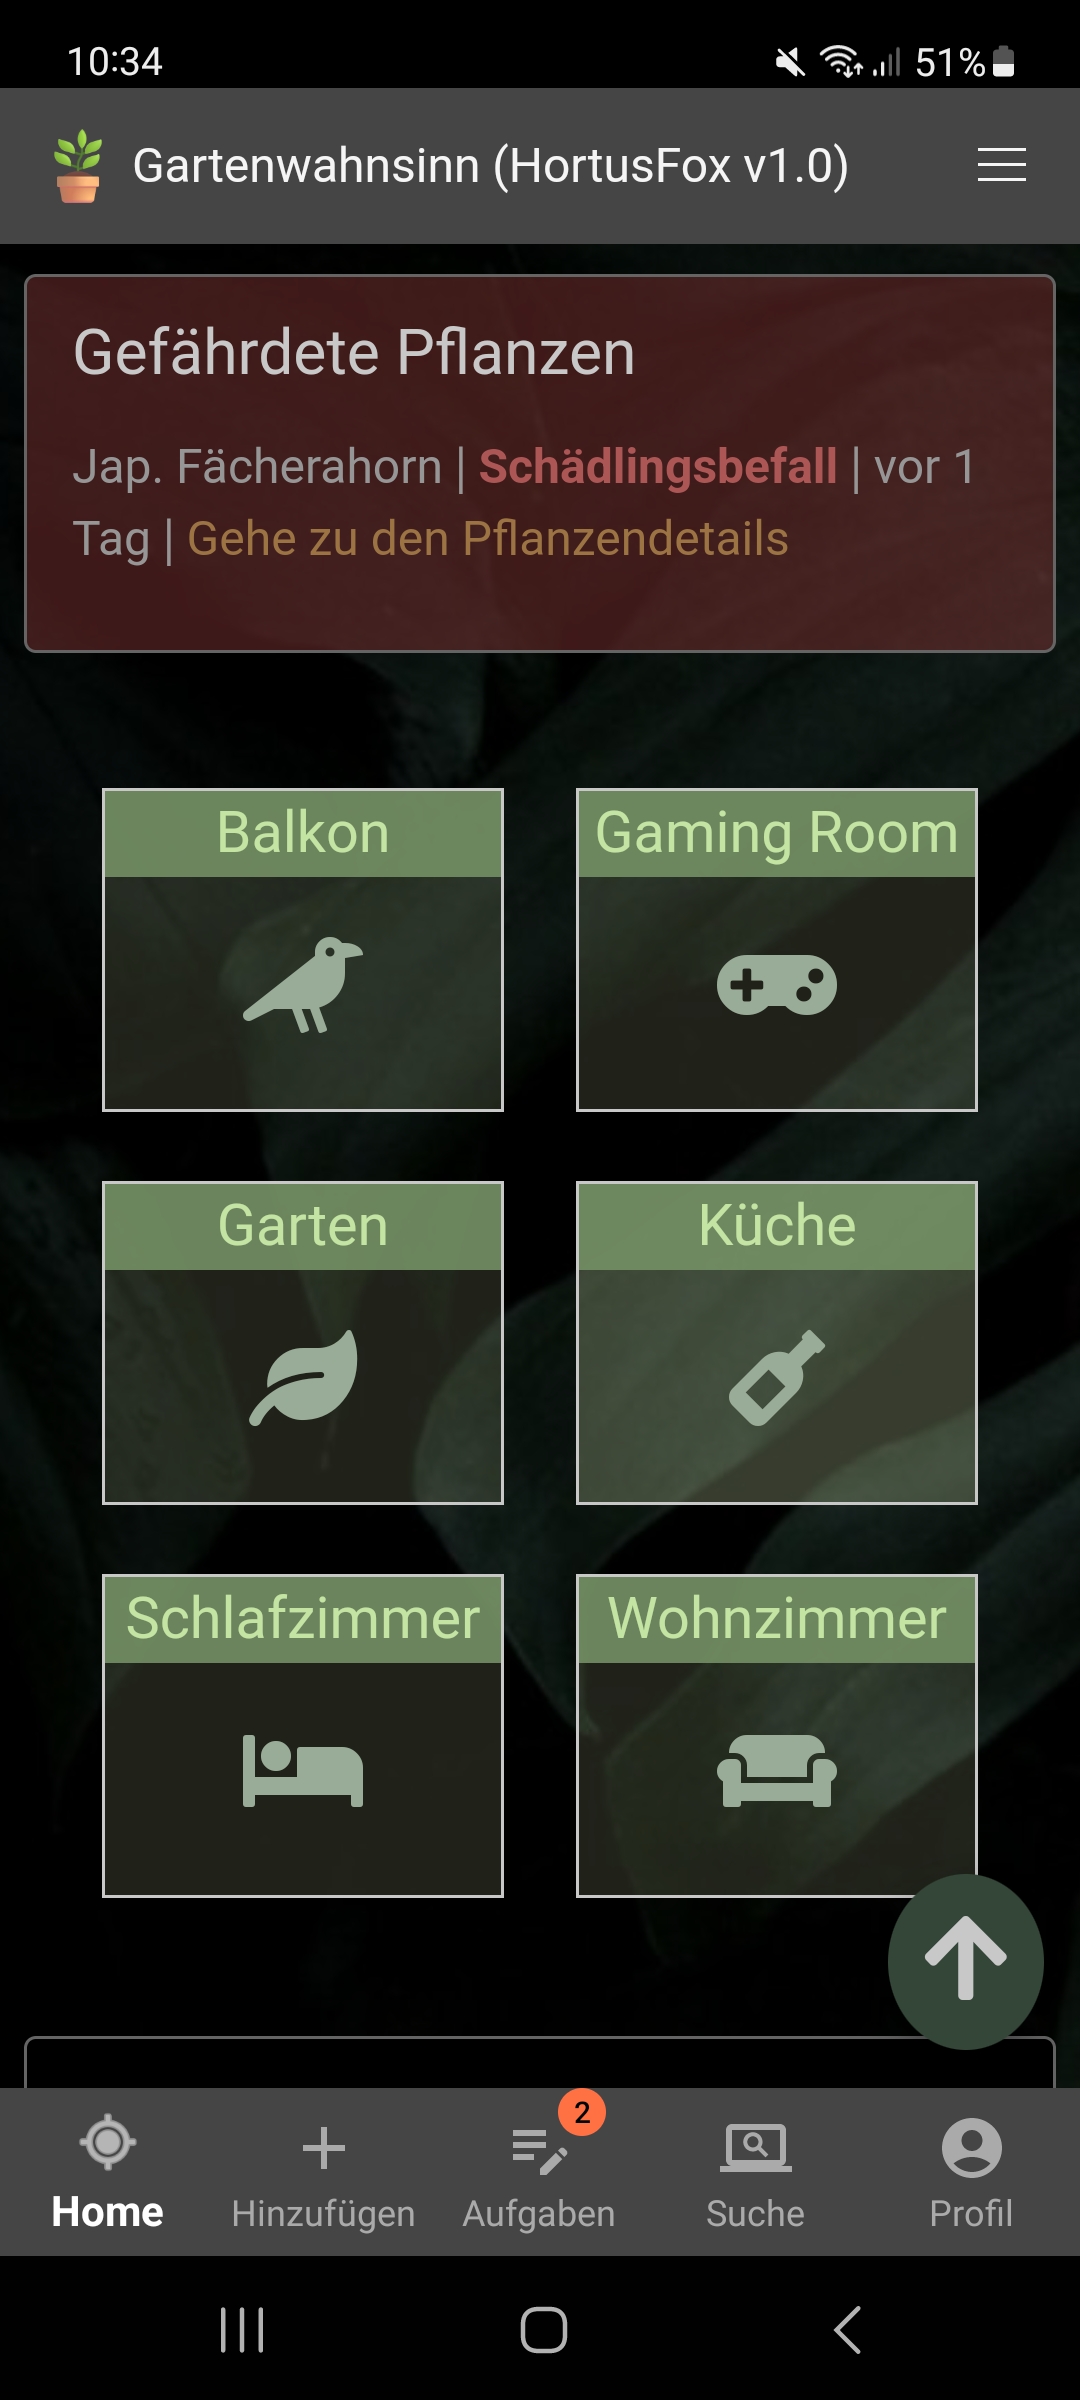 10:34
51%
Gartenwahnsinn (HortusFox v1.0)
Gefährdete Pflanzen
Jap. Fächerahorn | Schädlingsbefall | vor 1
Tag | Gehe zu den Pflanzendetails
Balkon
Gaming Room
Garten
Küche
Schlafzimmer
Wohnzimmer
2
Home
Hinzufügen
Aufgaben
Suche
Profil